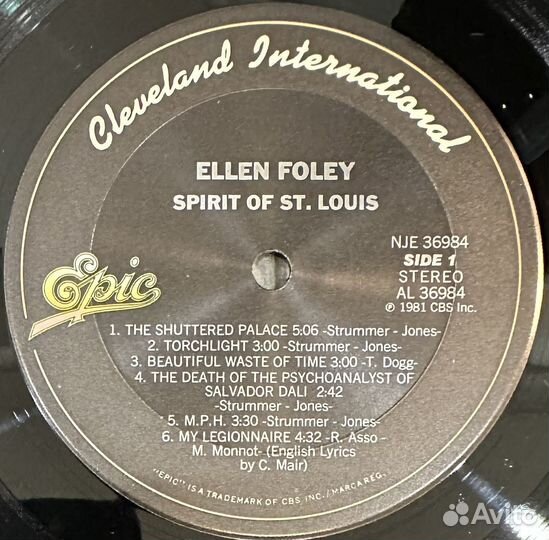 Cleveland International
ELLEN FOLEY
SPIRIT OF ST. LOUIS
NJE 36984
SIDE 1
STEREO
AL 36984
℗ 1981 CBS Inc.
Epic
1. THE SHUTTERED PALACE 5:06 -Strummer - Jones-
2. TORCHLIGHT 3:00 -Strummer - Jones-
3. BEAUTIFUL WASTE OF TIME 3:00 -T. Dogg-
4. THE DEATH OF THE PSYCHOANALYST OF
SALVADOR DALI 2:42
-Strummer - Jones-
5. M.P.H. 3:30 -Strummer - Jones-
6. MY LEGIONNAIRE 4:32 -R. Asso -
M. Monnot- (English Lyrics
by C. Mair)
"EPIC" IS A TRADEMARK OF CBS, INC./MARCA REG.
Avito